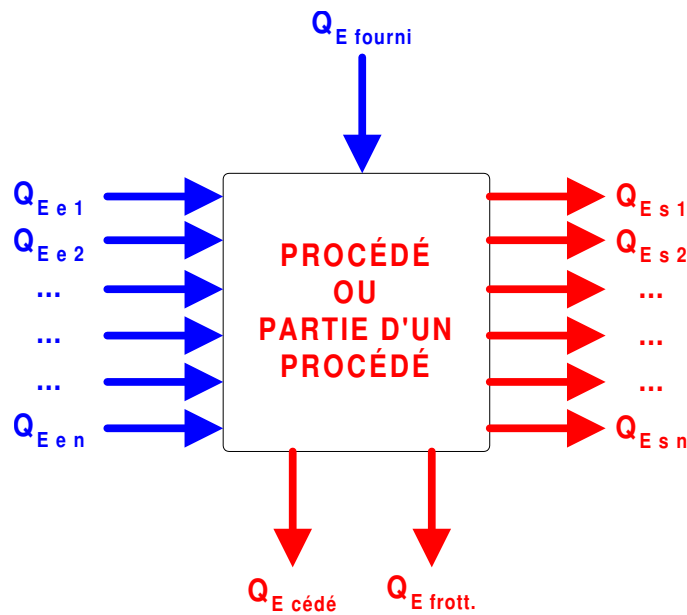 Q E fourni
Q E e 1
Q E e 2
...
...
...
Q E e n
PROCÉDÉ
OU
PARTIE D'UN
PROCÉDÉ
Q E s 1
Q E s 2
...
...
...
Q E s n
Q E cédé
Q E frott.